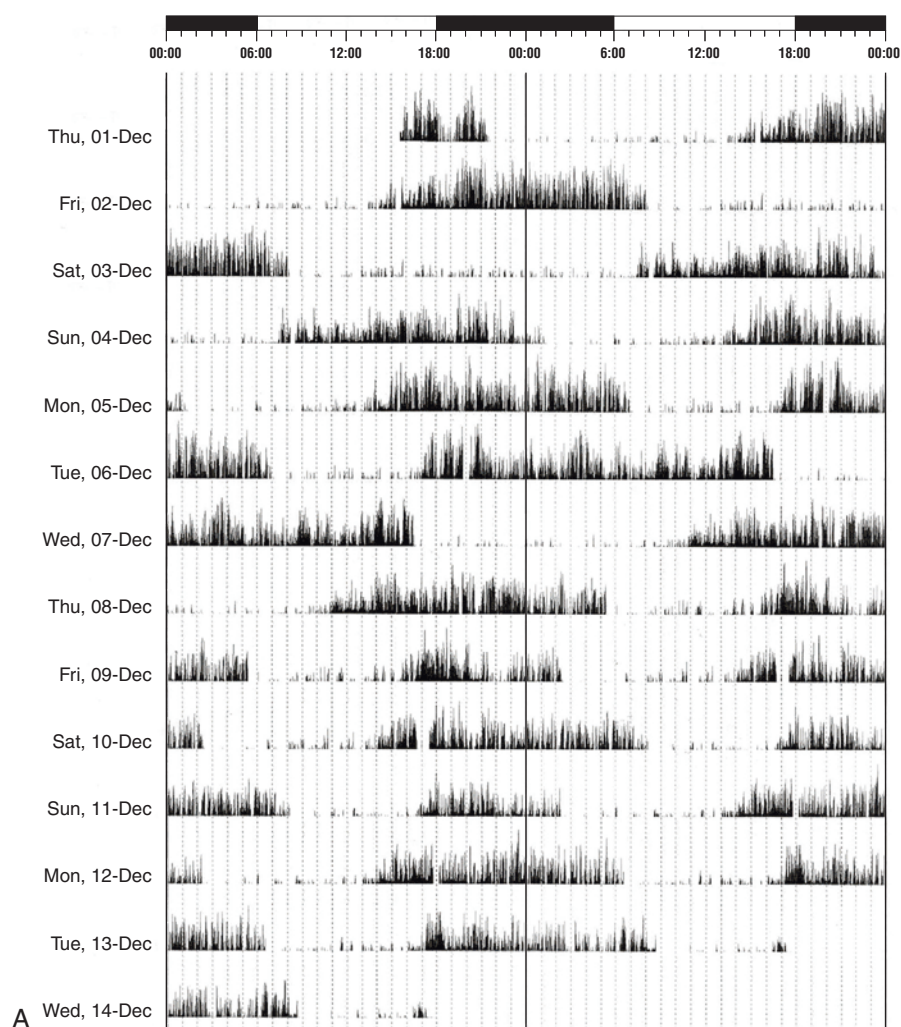 00:00 06:00 12:00 18:00 00:00 6:00 12:00 18:00 00:00
Thu, 01-Dec
Fri, 02-Dec
Sat, 03-Dec
Sun, 04-Dec
Mon, 05-Dec
Tue, 06-Dec
Wed, 07-Dec
Thu, 08-Dec
Fri, 09-Dec
Sat, 10-Dec
Sun, 11-Dec
Mon, 12-Dec
Tue, 13-Dec
A Wed, 14-Dec